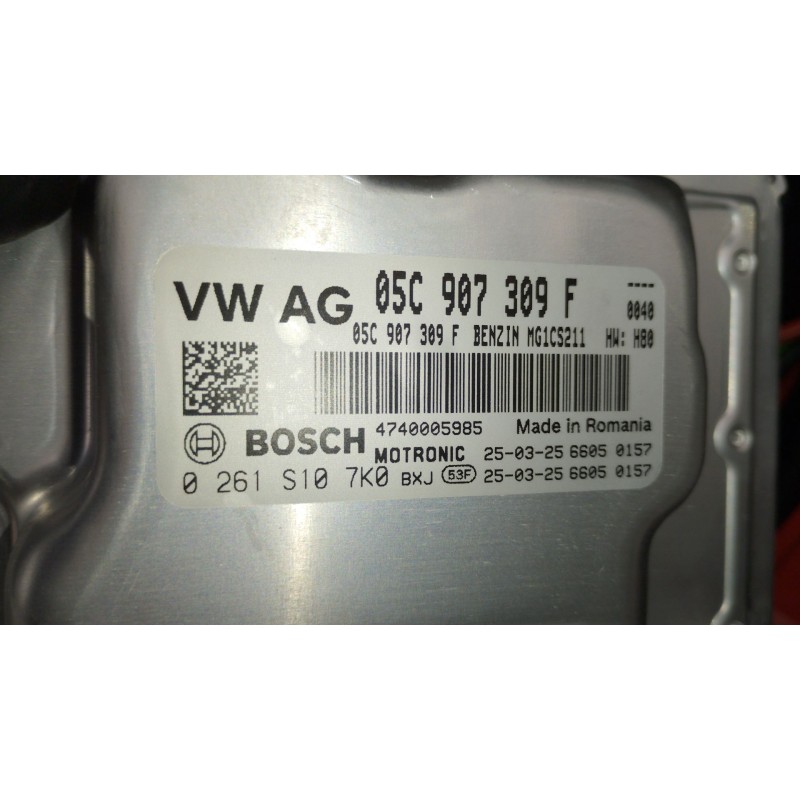 VW AG 05C 907 309 F ----
0040
05C 907 309 F BENZIN MG1CS211 HW: H80
BOSCH 4740005985 Made in Romania
MOTRONIC 25-03-25 6605 0157
0 261 S10 7K0 BXJ 53F 25-03-25 6605 0157